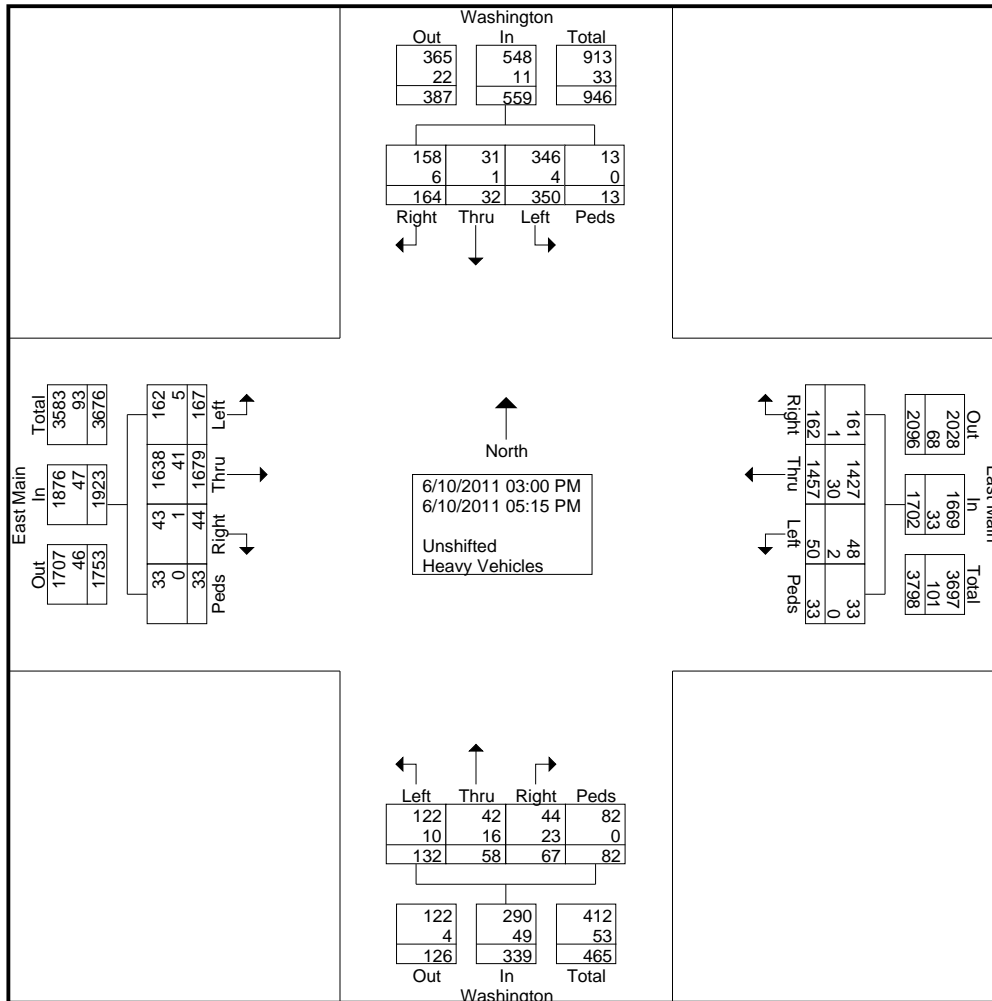 Washington
Out In Total
365 548 913
22 11 33
387 559 946
158 31 346 13
6 1 4 0
164 32 350 13
Right Thru Left Peds
East Main
Total In Out
3583 1876 1707
93 47 46
3676 1923 1753
162 1638 43 33
5 41 1 0
167 1679 44 33
Left Thru Right Peds
North
6/10/2011 03:00 PM
6/10/2011 05:15 PM
Unshifted
Heavy Vehicles
East Main
Out In Total
2028 1669 3697
68 33 101
2096 1702 3798
161 1427 48 33
1 30 2 0
162 1457 50 33
Right Thru Left Peds
Left Thru Right Peds
122 42 44 82
10 16 23 0
132 58 67 82
122 290 412
4 49 53
126 339 465
Out In Total
Washington